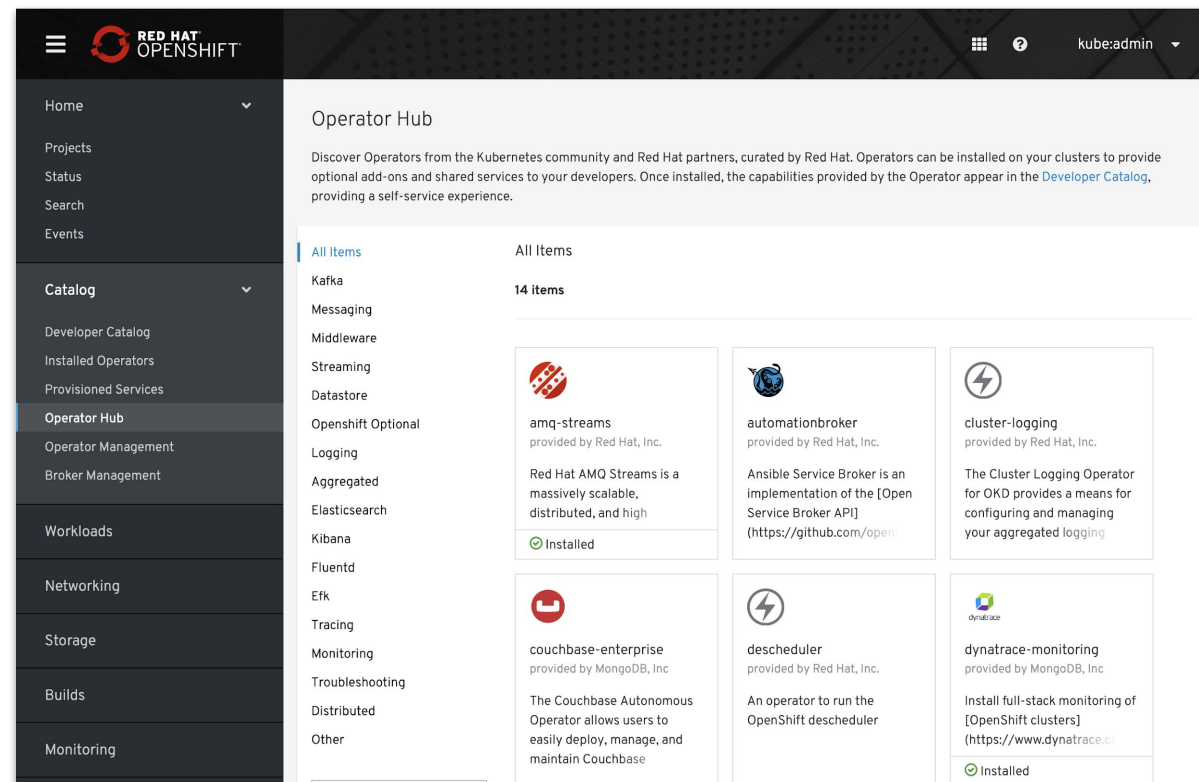 RED HAT®
OPENSHIFT®
kube:admin
Home
Projects
Status
Search
Events
Catalog
Developer Catalog
Installed Operators
Provisioned Services
Operator Hub
Operator Management
Broker Management
Workloads
Networking
Storage
Builds
Monitoring
Operator Hub
Discover Operators from the Kubernetes community and Red Hat partners, curated by Red Hat. Operators can be installed on your clusters to provide
optional add-ons and shared services to your developers. Once installed, the capabilities provided by the Operator appear in the Developer Catalog,
providing a self-service experience.
All Items
Kafka
Messaging
Middleware
Streaming
Datastore
Openshift Optional
Logging
Aggregated
Elasticsearch
Kibana
Fluentd
Efk
Tracing
Monitoring
Troubleshooting
Distributed
Other
All Items
14 items
amq-streams
provided by Red Hat, Inc.
Red Hat AMQ Streams is a
massively scalable,
distributed, and high
Installed
automationbroker
provided by Red Hat, Inc.
Ansible Service Broker is an
implementation of the [Open
Service Broker API]
(https://github.com/open
cluster-logging
provided by Red Hat, Inc.
The Cluster Logging Operator
for OKD provides a means for
configuring and managing
your aggregated logging
couchbase-enterprise
provided by MongoDB, Inc
The Couchbase Autonomous
Operator allows users to
easily deploy, manage, and
maintain Couchbase
descheduler
provided by Red Hat, Inc.
An operator to run the
OpenShift descheduler
dynatrace
dynatrace-monitoring
provided by MongoDB, Inc
Install full-stack monitoring of
[OpenShift clusters]
(https://www.dynatrace.c
Installed